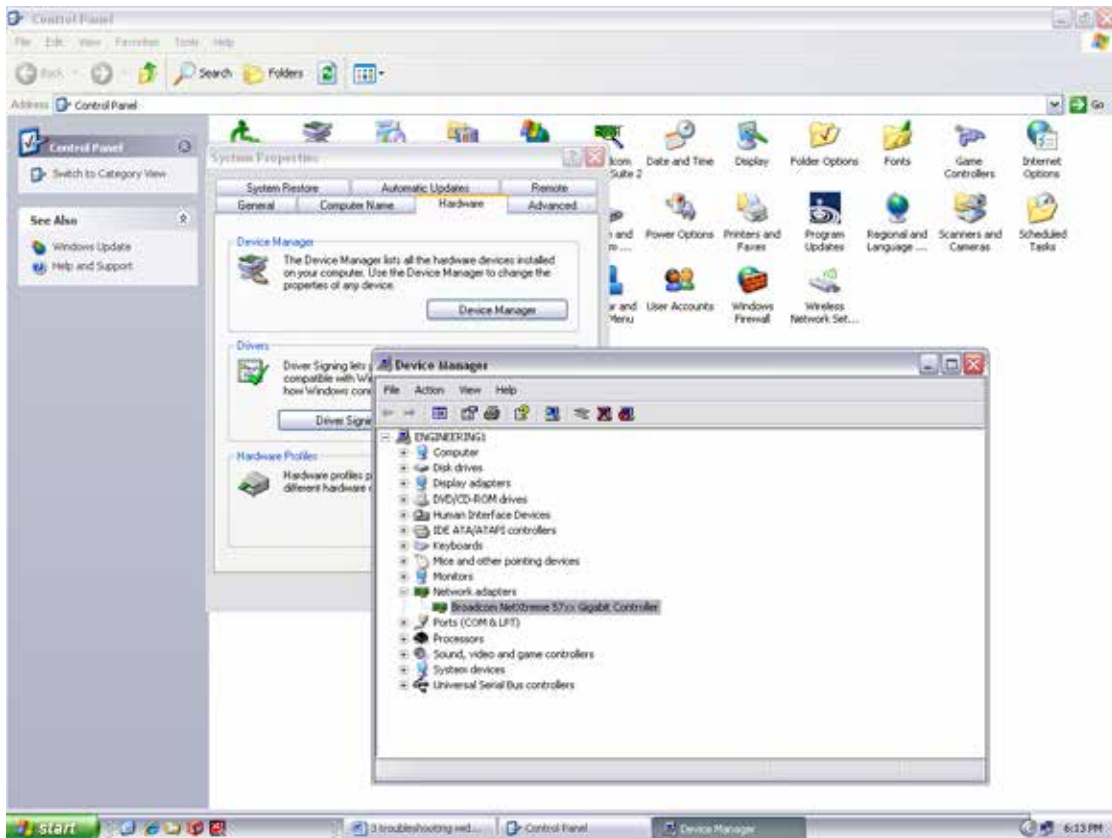 Control Panel
File Edit View Favorites Tools Help
Back Search Folders
Address Control Panel Go
Control Panel
Switch to Category View
See Also
Windows Update
Help and Support
Date and Time
Display
Folder Options
Fonts
Game Controllers
Internet Options
Suite 2
and
Power Options
Printers and Faxes
Program Updates
Regional and Language ...
Scanners and Cameras
Scheduled Tasks
and
User Accounts
Windows Firewall
Wireless Network Set...
System Properties
System Restore Automatic Updates Remote
General Computer Name Hardware Advanced
Device Manager
The Device Manager lists all the hardware devices installed
on your computer. Use the Device Manager to change the
properties of any device.
Device Manager
Drivers
Driver Signing lets
compatible with
how Windows
Driver
Hardware Profiles
Hardware profiles
different hardware
Device Manager
File Action View Help
ENGINEERING1
Computer
Disk drives
Display adapters
DVD/CD-ROM drives
Human Interface Devices
IDE ATA/ATAPI controllers
Keyboards
Mice and other pointing devices
Monitors
Network adapters
Broadcom NetXtreme 57xx Gigabit Controller
Ports (COM & LPT)
Processors
Sound, video and game controllers
System devices
Universal Serial Bus controllers
start
3 troubleshooting wed...
Control Panel
Device Manager
6:23 PM